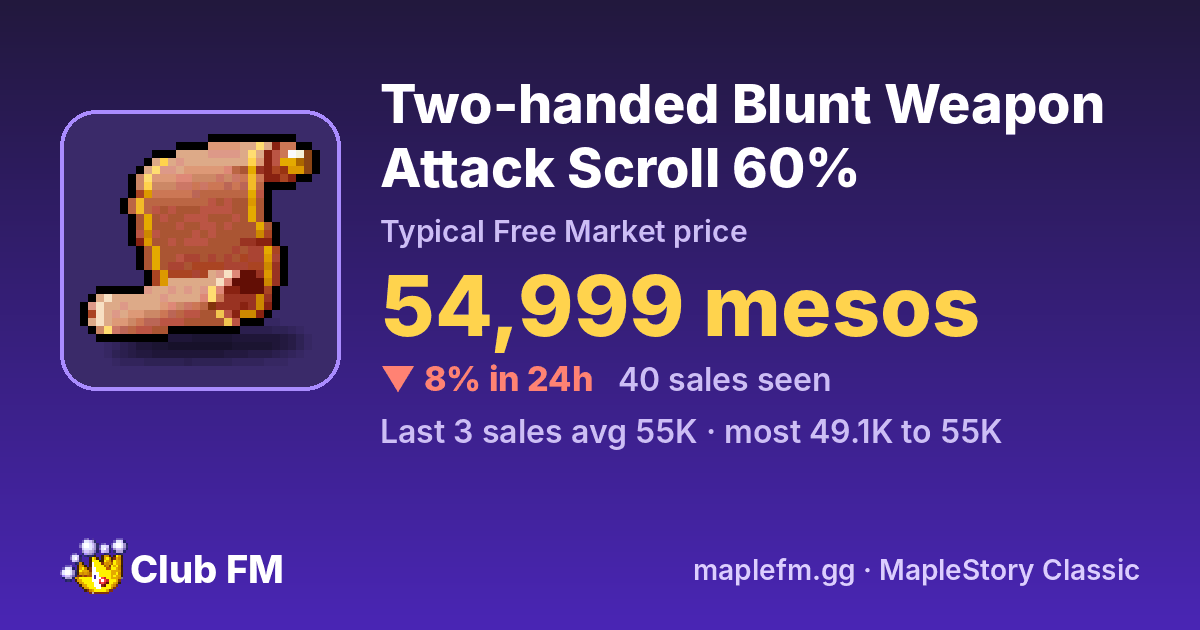 Two-handed Blunt Weapon
Attack Scroll 60%
Typical Free Market price
54,999 mesos
▼ 8% in 24h 40 sales seen
Last 3 sales avg 55K · most 49.1K to 55K
Club FM
maplefm.gg · MapleStory Classic